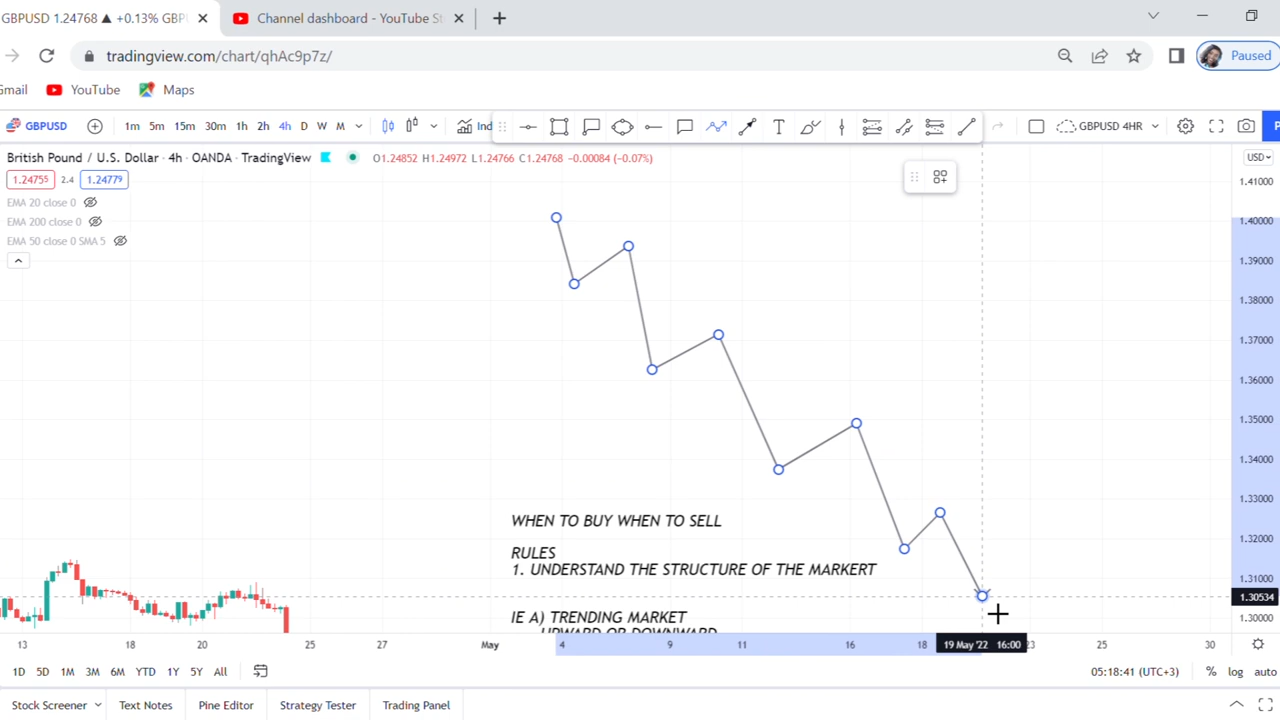 GBPUSD 1.24768 ▲ +0.13% GBP
Channel dashboard - YouTube St
tradingview.com/chart/qhAc9p7z/
Paused
Gmail YouTube Maps
GBPUSD 1m 5m 15m 30m 1h 2h 4h D W M Ind GBPUSD 4HR
British Pound / U.S. Dollar · 4h · OANDA · TradingView O1.24852 H1.24972 L1.24766 C1.24768 −0.00084 (−0.07%)
USD
1.24755 2.4 1.24779
EMA 20 close 0
EMA 200 close 0
EMA 50 close 0 SMA 5
1.41000
1.40000
1.39000
1.38000
1.37000
1.36000
1.35000
1.34000
1.33000
1.32000
1.31000
1.30534
1.30000
WHEN TO BUY WHEN TO SELL
RULES
1. UNDERSTAND THE STRUCTURE OF THE MARKERT
IE A) TRENDING MARKET
UPWARD OR DOWNWARD
13 18 20 25 27 May 4 9 11 16 18 19 May '22 16:00 23 25 30
1D 5D 1M 3M 6M YTD 1Y 5Y All 05:18:41 (UTC+3) % log auto
Stock Screener Text Notes Pine Editor Strategy Tester Trading Panel